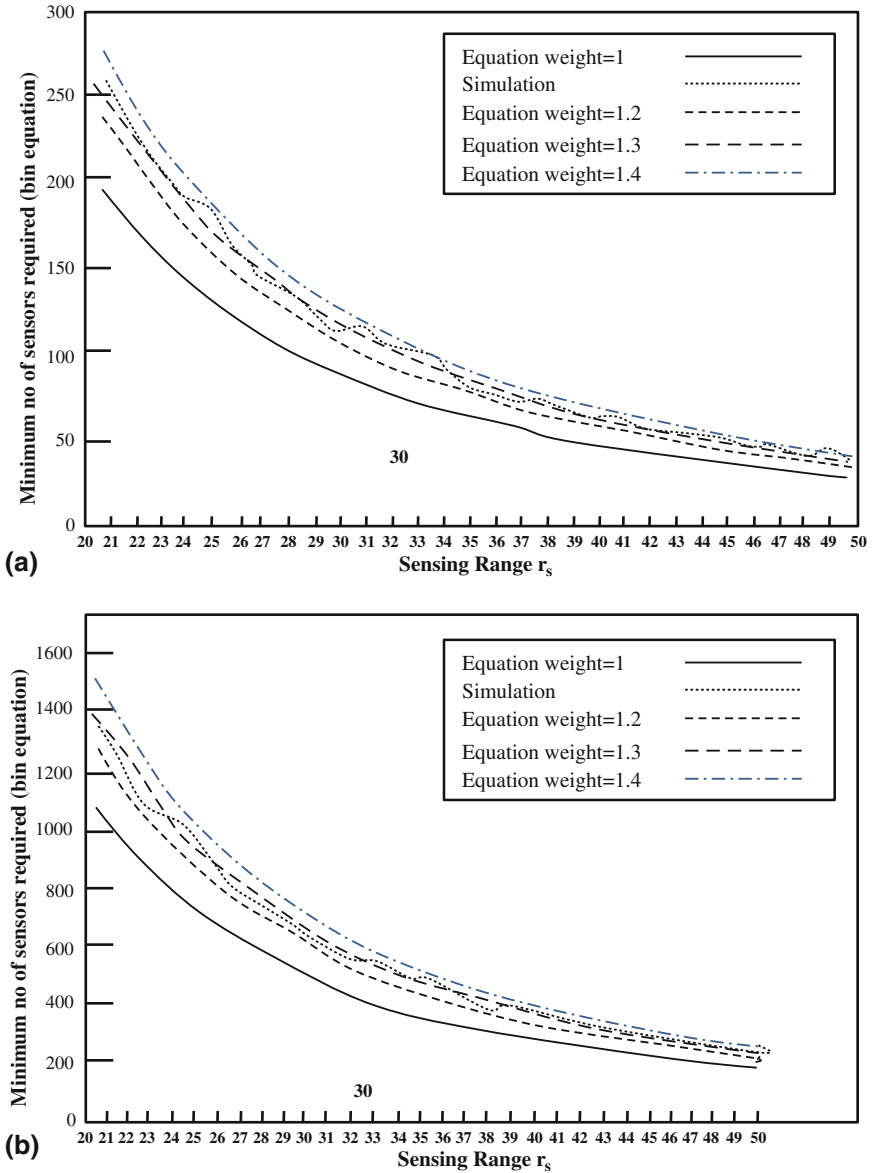 300
250
200
150
100
50
0
Minimum no of sensors required (bin equation)
Equation weight=1
Simulation
Equation weight=1.2
Equation weight=1.3
Equation weight=1.4
30
20 21 22 23 24 25 26 27 28 29 30 31 32 33 34 35 36 37 39 40 41 42 43 44 45 46 47 48 49 50
(a)
Sensing Range rs
1600
1400
1200
1000
800
600
400
200
0
Minimum no of sensors required (bin equation)
Equation weight=1
Simulation
Equation weight=1.2
Equation weight=1.3
Equation weight=1.4
30
20 21 22 23 24 26 27 28 29 30 31 32 33 34 35 36 37 38 39 40 42 43 44 45 46 47 48 49 50
(b)
Sensing Range rs